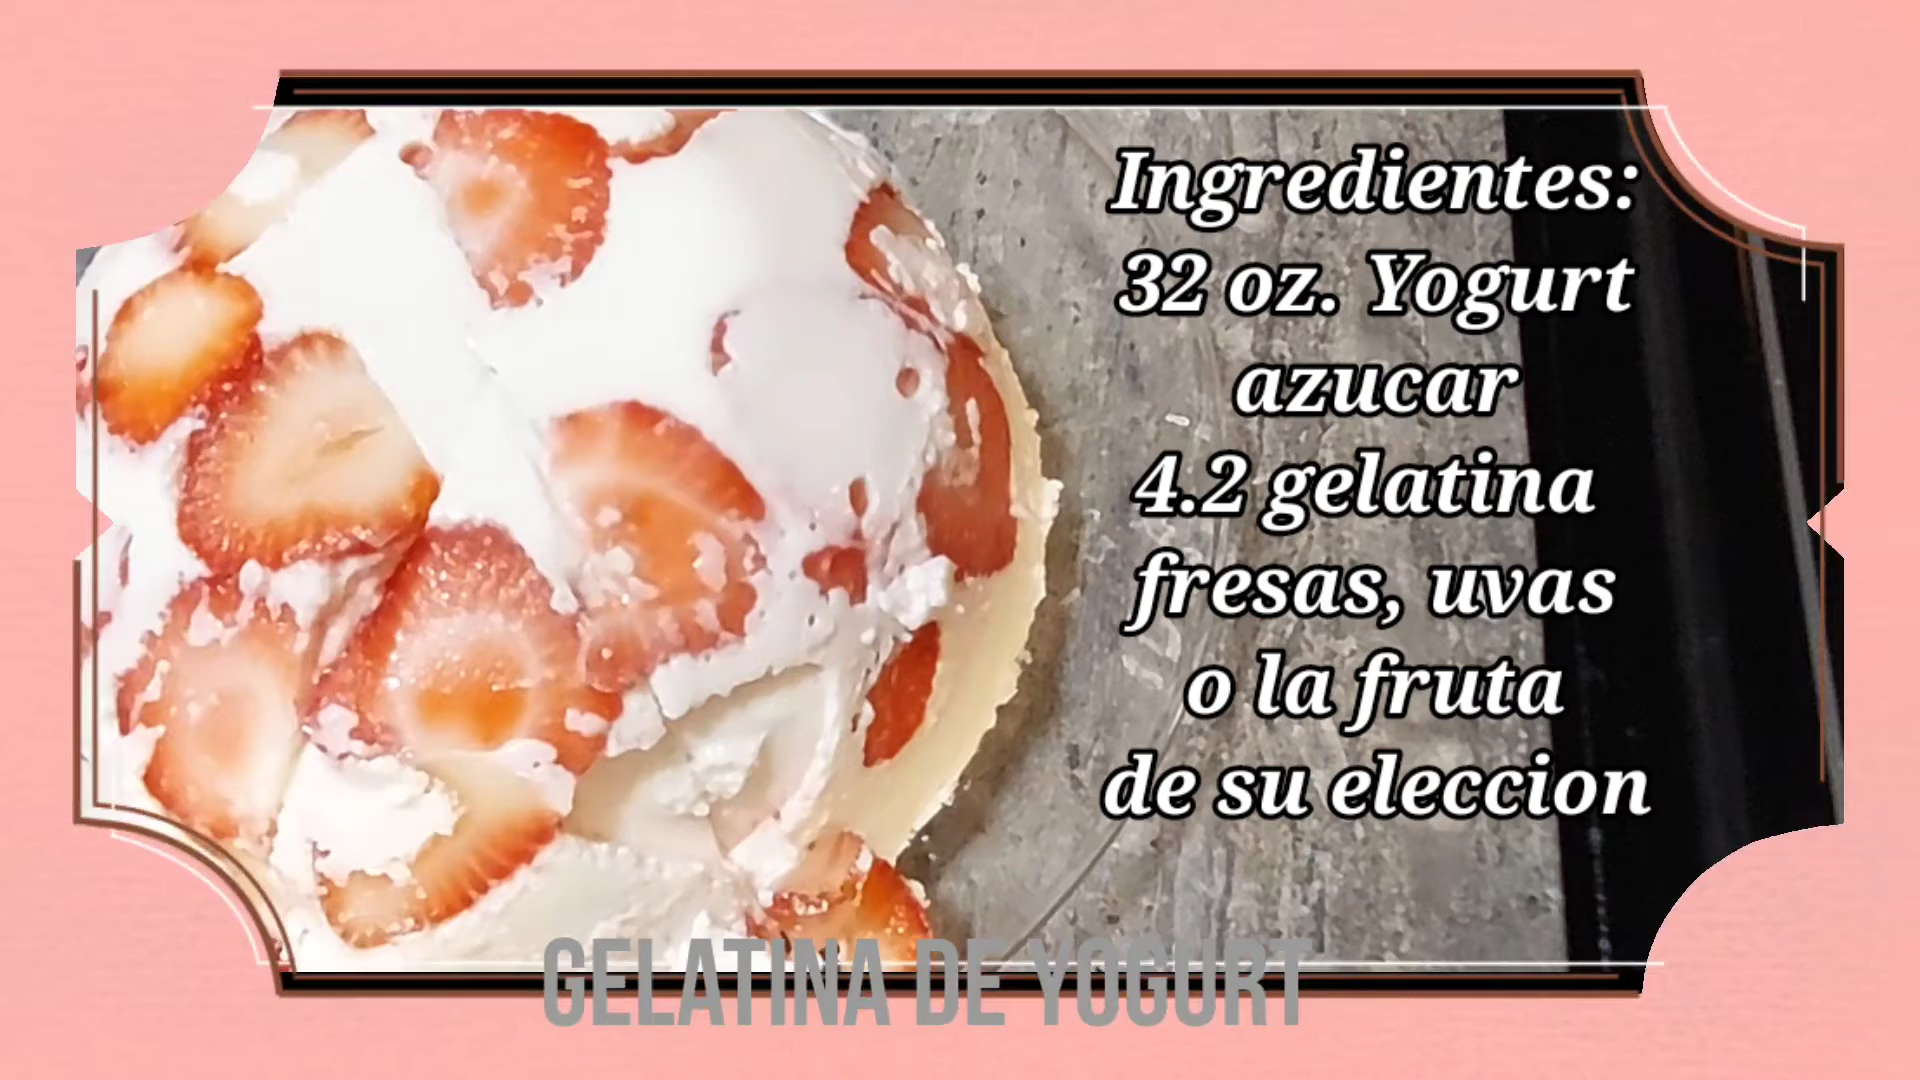 Ingredientes:
32 oz. Yogurt
azucar
4.2 gelatina
fresas, uvas
o la fruta
de su eleccion
GELATINA DE YOGURT